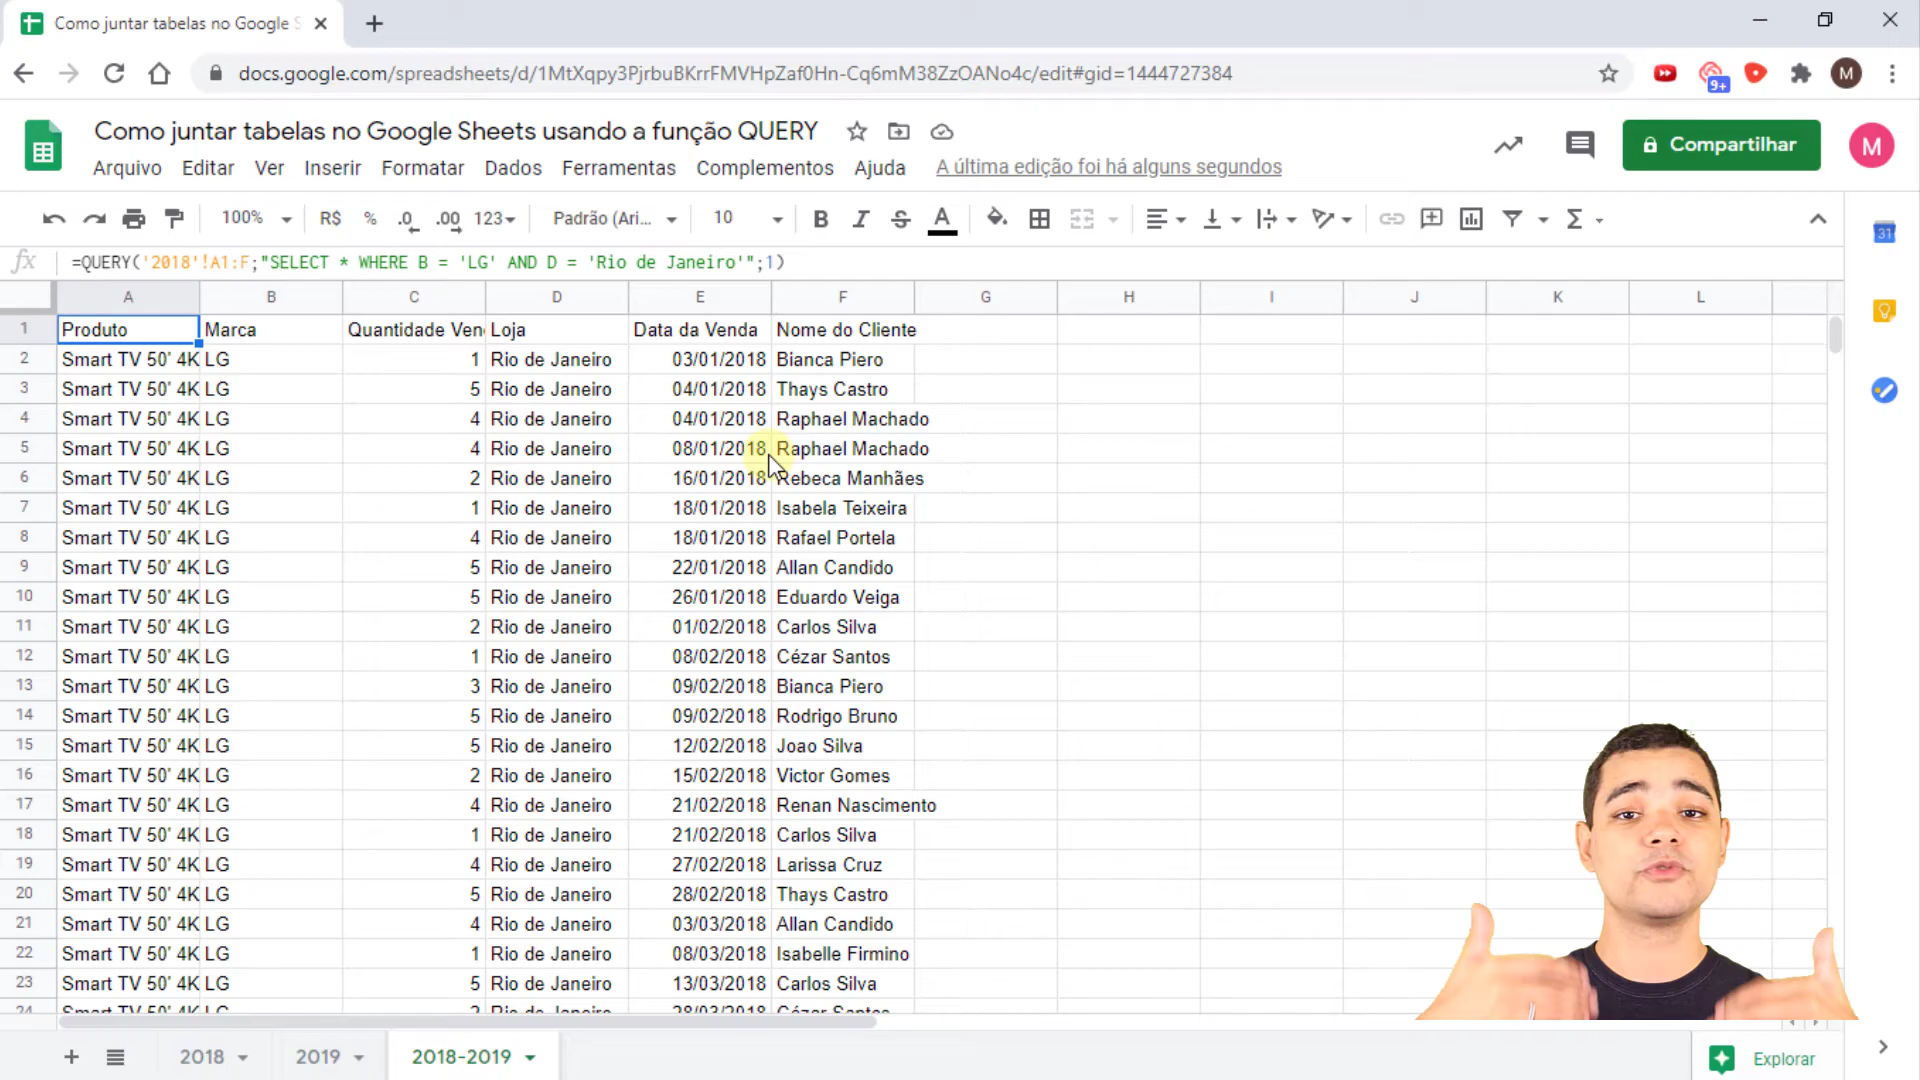 Como juntar tabelas no Google S
docs.google.com/spreadsheets/d/1MtXqpy3PjrbuBKrrFMVHpZaf0Hn-Cq6mM38ZzOANo4c/edit#gid=1444727384
9+
M
Como juntar tabelas no Google Sheets usando a função QUERY
Compartilhar
M
Arquivo Editar Ver Inserir Formatar Dados Ferramentas Complementos Ajuda A última edição foi há alguns segundos
100% R$ % .0 .00 123 Padrão (Ari... 10 B I S A Σ
31
fx =QUERY('2018'!A1:F;"SELECT * WHERE B = 'LG' AND D = 'Rio de Janeiro'";1)
A B C D E F G H I J K L
1 Produto Marca Quantidade Ven Loja Data da Venda Nome do Cliente
2 Smart TV 50' 4K LG 1 Rio de Janeiro 03/01/2018 Bianca Piero
3 Smart TV 50' 4K LG 5 Rio de Janeiro 04/01/2018 Thays Castro
4 Smart TV 50' 4K LG 4 Rio de Janeiro 04/01/2018 Raphael Machado
5 Smart TV 50' 4K LG 4 Rio de Janeiro 08/01/2018 Raphael Machado
6 Smart TV 50' 4K LG 2 Rio de Janeiro 16/01/2018 Rebeca Manhães
7 Smart TV 50' 4K LG 1 Rio de Janeiro 18/01/2018 Isabela Teixeira
8 Smart TV 50' 4K LG 4 Rio de Janeiro 18/01/2018 Rafael Portela
9 Smart TV 50' 4K LG 5 Rio de Janeiro 22/01/2018 Allan Candido
10 Smart TV 50' 4K LG 5 Rio de Janeiro 26/01/2018 Eduardo Veiga
11 Smart TV 50' 4K LG 2 Rio de Janeiro 01/02/2018 Carlos Silva
12 Smart TV 50' 4K LG 1 Rio de Janeiro 08/02/2018 Cézar Santos
13 Smart TV 50' 4K LG 3 Rio de Janeiro 09/02/2018 Bianca Piero
14 Smart TV 50' 4K LG 5 Rio de Janeiro 09/02/2018 Rodrigo Bruno
15 Smart TV 50' 4K LG 5 Rio de Janeiro 12/02/2018 Joao Silva
16 Smart TV 50' 4K LG 2 Rio de Janeiro 15/02/2018 Victor Gomes
17 Smart TV 50' 4K LG 4 Rio de Janeiro 21/02/2018 Renan Nascimento
18 Smart TV 50' 4K LG 1 Rio de Janeiro 21/02/2018 Carlos Silva
19 Smart TV 50' 4K LG 4 Rio de Janeiro 27/02/2018 Larissa Cruz
20 Smart TV 50' 4K LG 5 Rio de Janeiro 28/02/2018 Thays Castro
21 Smart TV 50' 4K LG 4 Rio de Janeiro 03/03/2018 Allan Candido
22 Smart TV 50' 4K LG 1 Rio de Janeiro 08/03/2018 Isabelle Firmino
23 Smart TV 50' 4K LG 5 Rio de Janeiro 13/03/2018 Carlos Silva
24 Smart TV 50' 4K LG 2 Rio de Janeiro 28/03/2018 Cézar Santos
2018 2019 2018-2019 Explorar